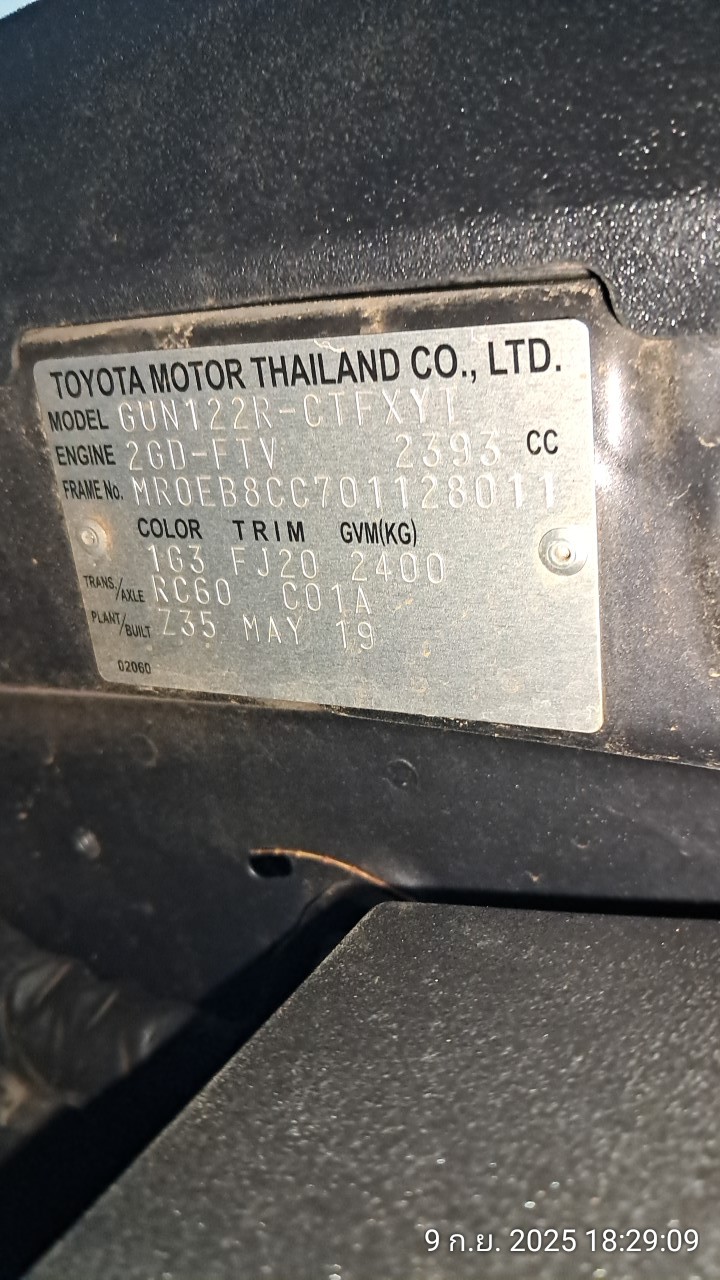 TOYOTA MOTOR THAILAND CO., LTD.
MODEL GUN122R-CTFXYT
ENGINE 2GD-FTV 2393 CC
FRAME No. MR0EB8CC701128011
COLOR TRIM GVM(KG)
1G3 FJ20 2400
TRANS./AXLE RC60 C01A
PLANT/BUILT Z35 MAY 19
02060
9 ก.ย. 2025 18:29:09